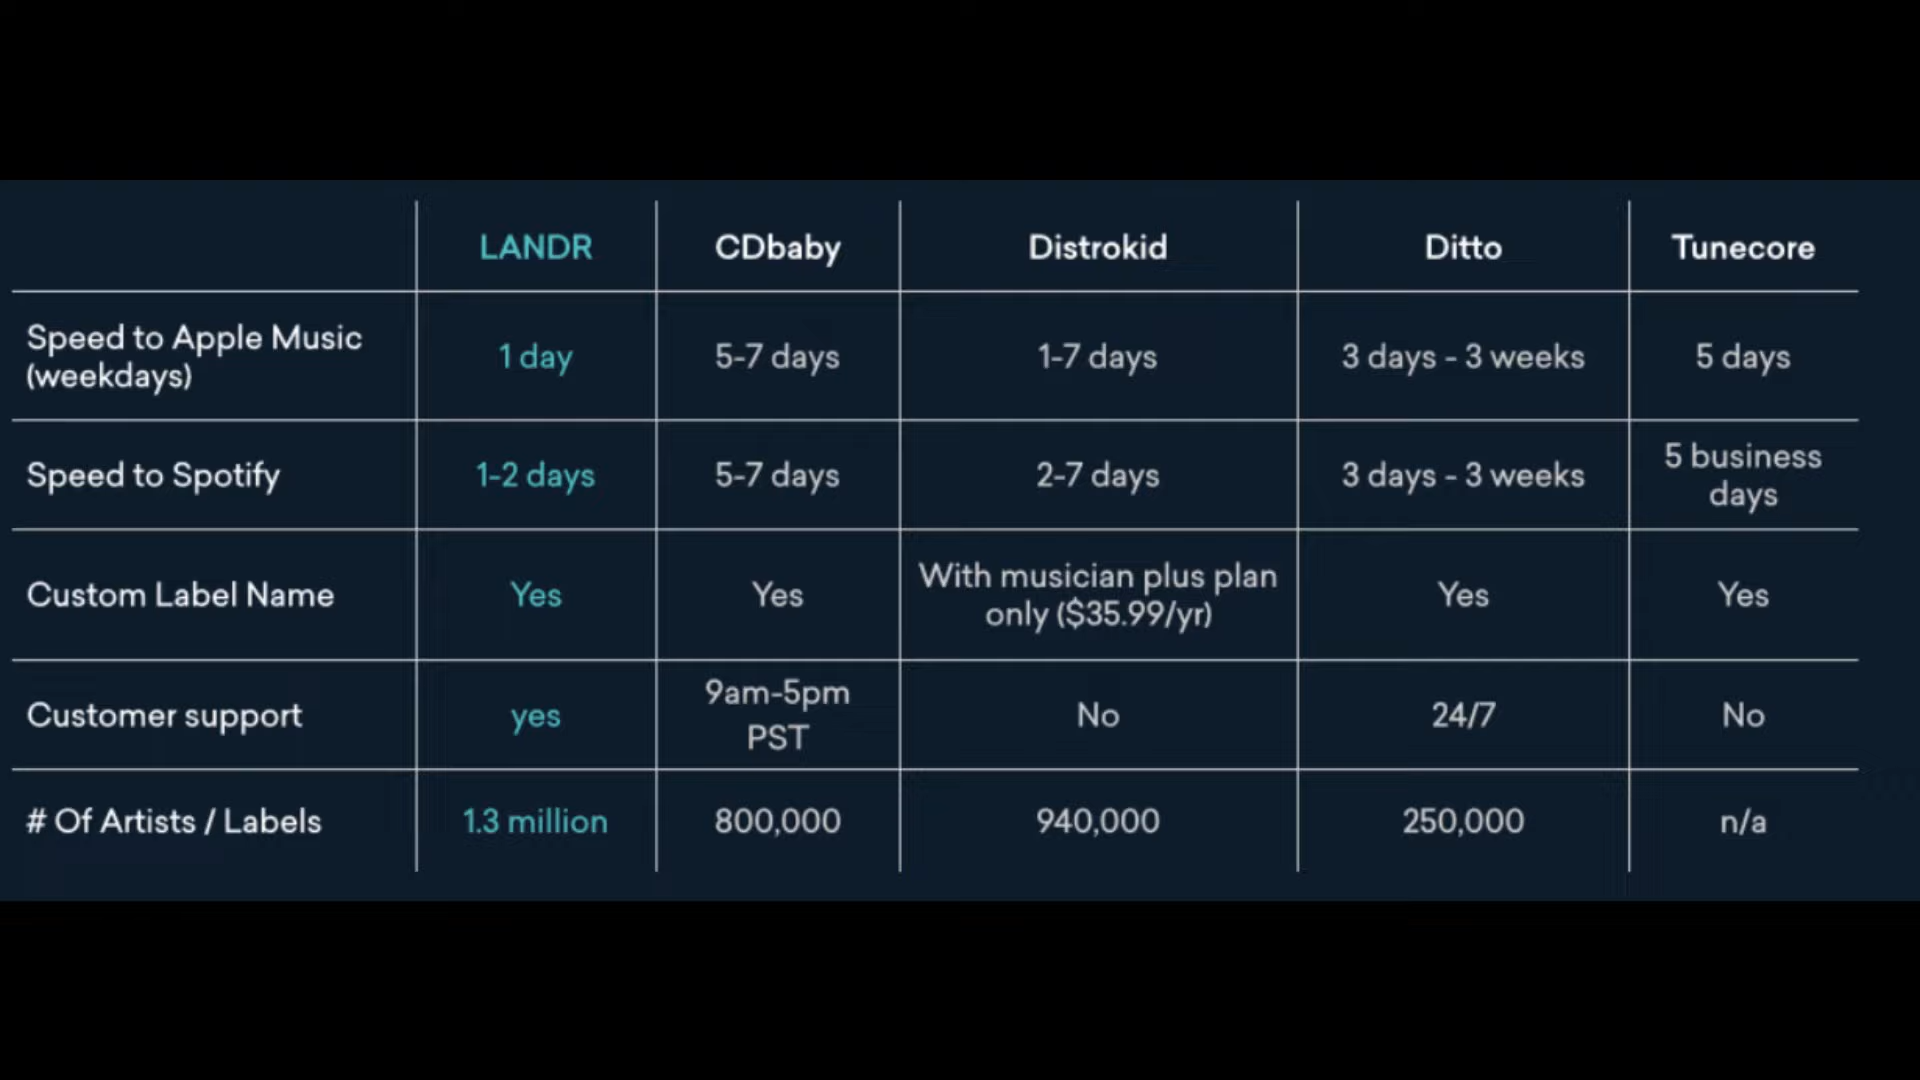 LANDR CDbaby Distrokid Ditto Tunecore
Speed to Apple Music
(weekdays)
1 day 5-7 days 1-7 days 3 days - 3 weeks 5 days
Speed to Spotify 1-2 days 5-7 days 2-7 days 3 days - 3 weeks 5 business
days
Custom Label Name Yes Yes With musician plus plan
only ($35.99/yr)
Yes Yes
Customer support yes 9am-5pm
PST
No 24/7 No
# Of Artists / Labels 1.3 million 800,000 940,000 250,000 n/a